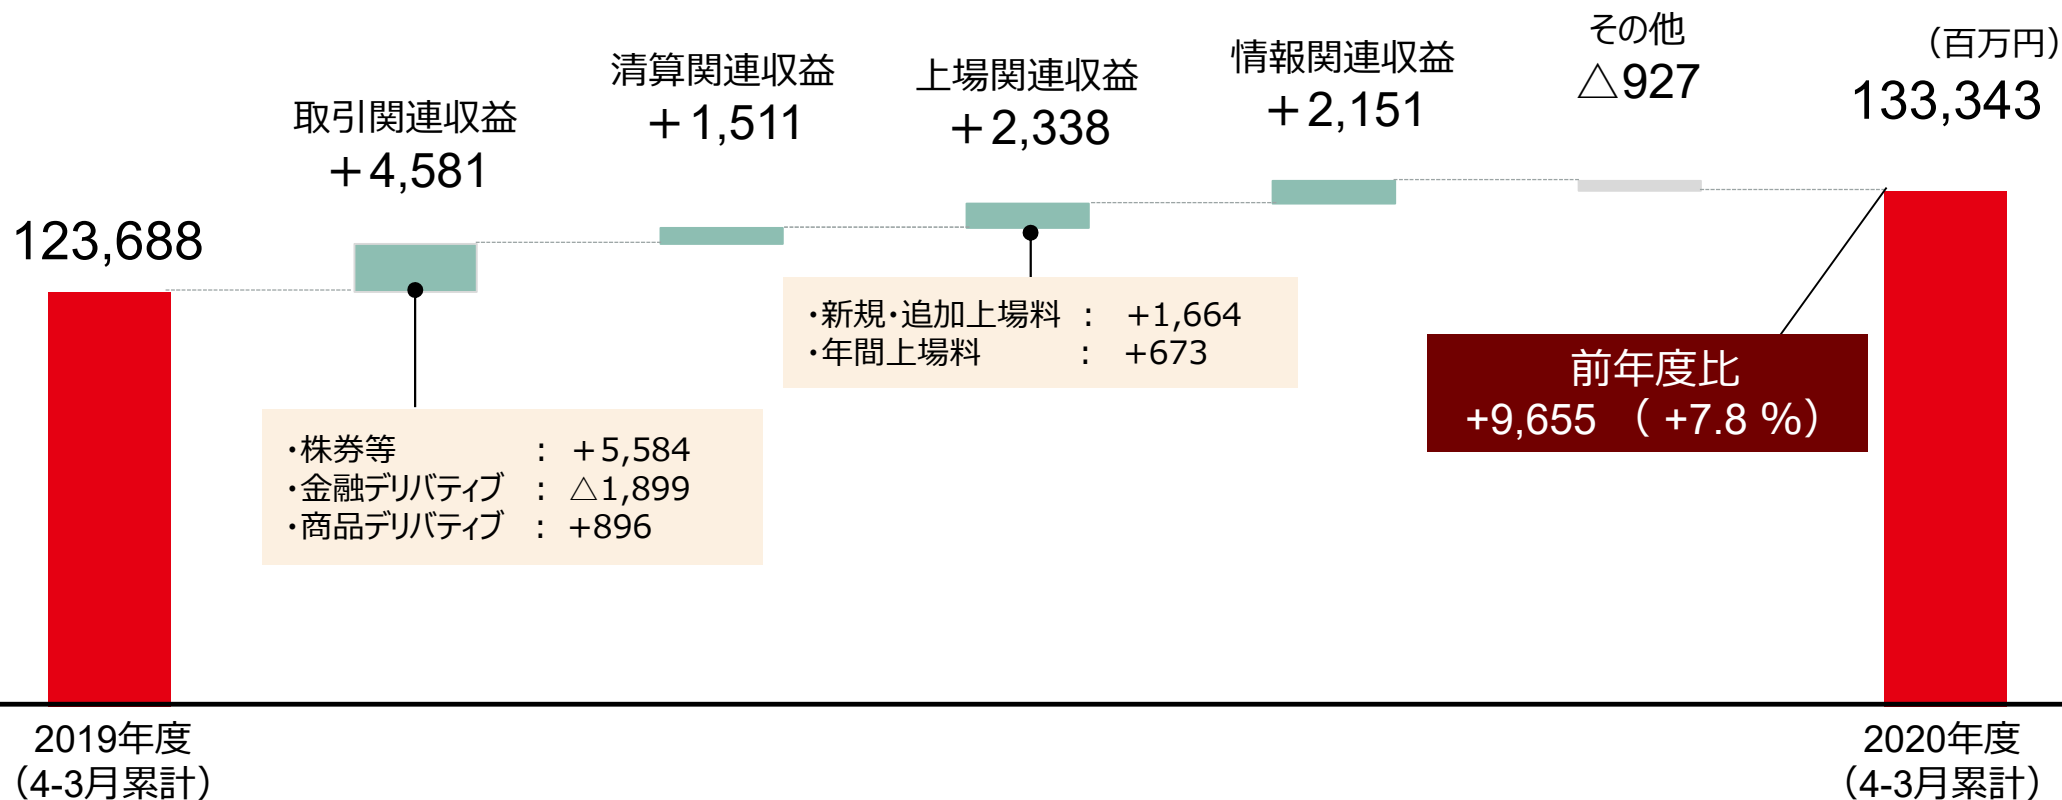 （百万円）
123,688
取引関連収益
＋4,581
清算関連収益
＋1,511
上場関連収益
＋2,338
情報関連収益
＋2,151
その他
△927
133,343
・株券等 ： ＋5,584
・金融デリバティブ ： △1,899
・商品デリバティブ ： +896
・新規・追加上場料 ： +1,664
・年間上場料 ： +673
前年度比
+9,655 （ +7.8 %）
2019年度
（4-3月累計）
2020年度
（4-3月累計）